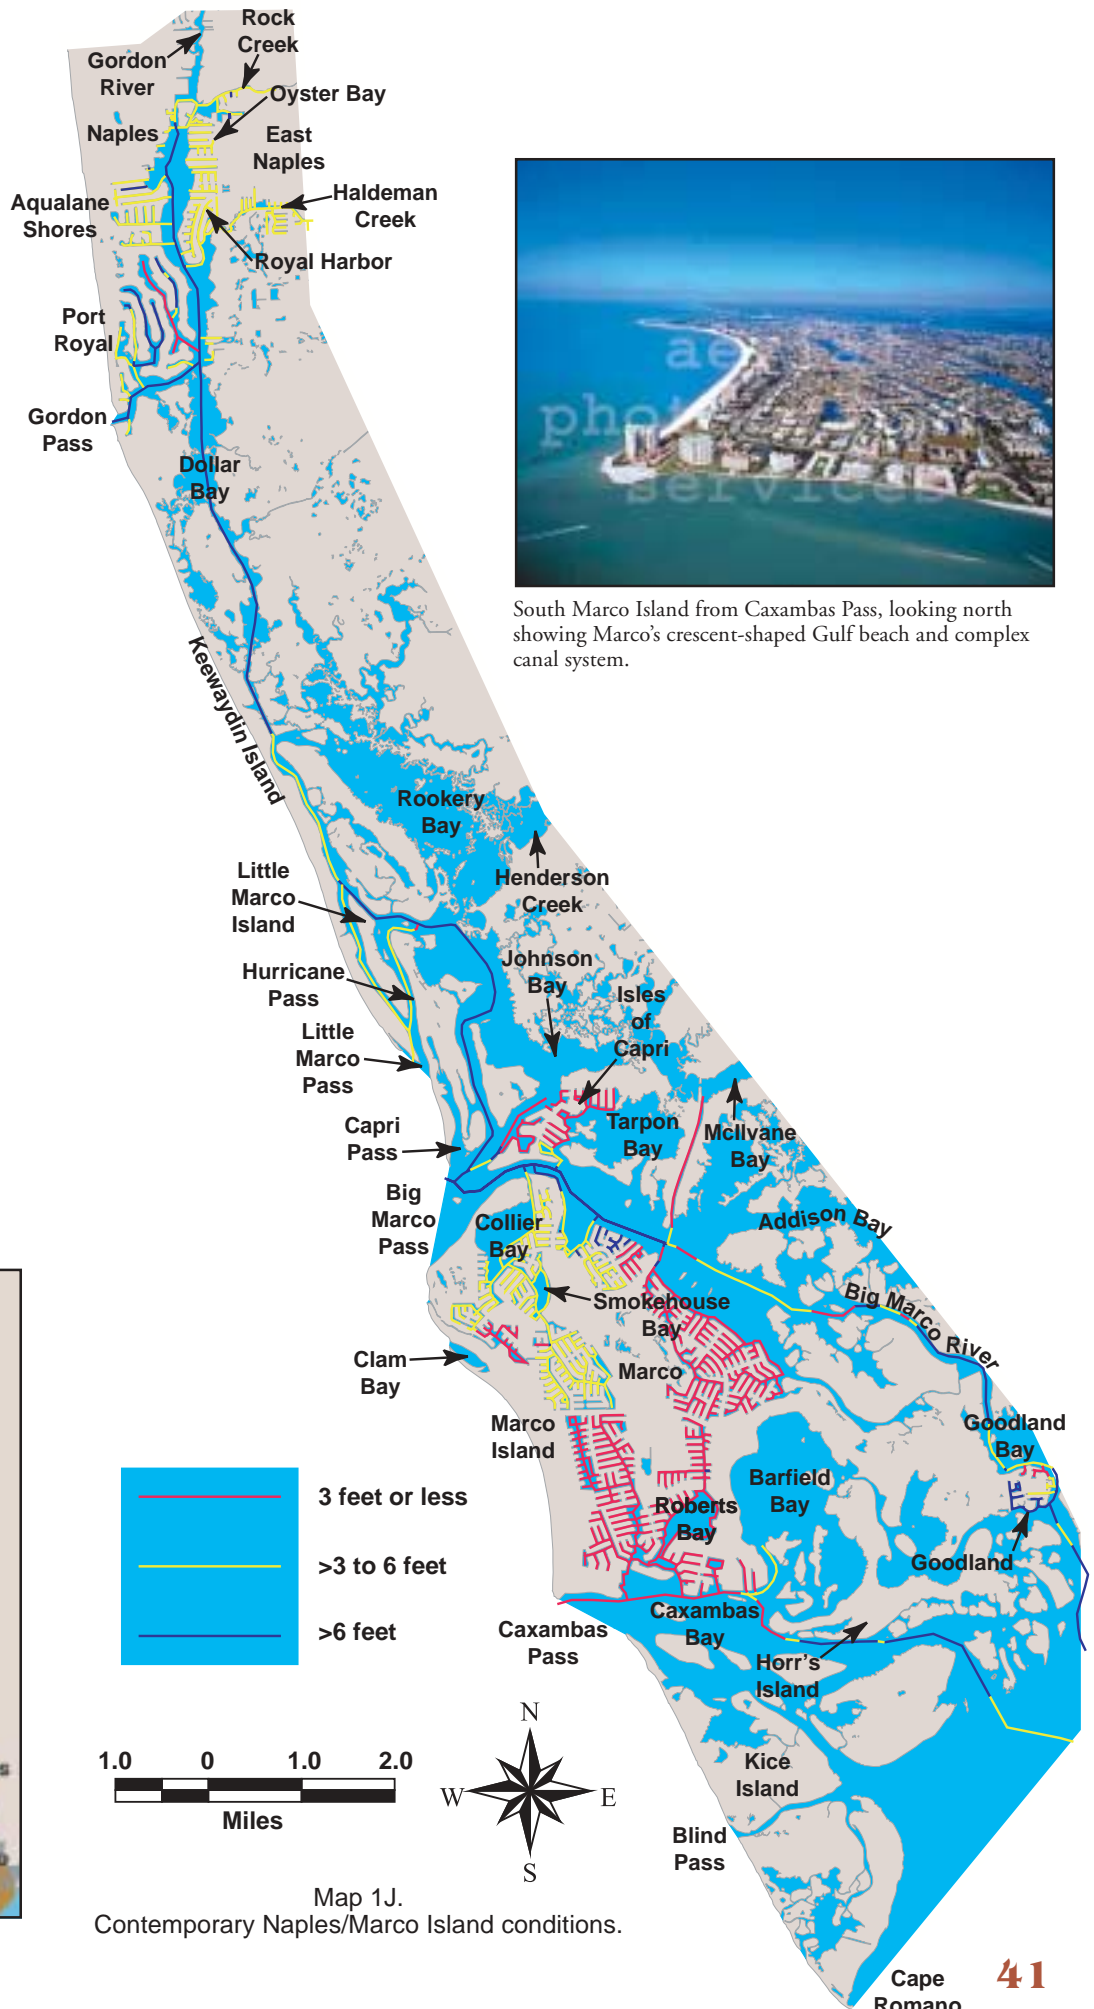 Rock
Creek
Gordon
River
Oyster Bay
Naples
East
Naples
Aqualane
Shores
Haldeman
Creek
Royal Harbor
Port
Royal
Gordon
Pass
Dollar
Bay
South Marco Island from Caxambas Pass, looking north
showing Marco's crescent-shaped Gulf beach and complex
canal system.
Keewaydin Island
Rookery
Bay
Little
Marco
Island
Henderson
Creek
Hurricane
Pass
Johnson
Bay
Isles
of
Capri
Little
Marco
Pass
Capri
Pass
Tarpon
Bay
McIlvane
Bay
Big
Marco
Pass
Collier
Bay
Addison Bay
Smokehouse
Bay
Big Marco River
Clam
Bay
Marco
Marco
Island
Goodland
Bay
Barfield
Bay
Roberts
Bay
Goodland
3 feet or less
>3 to 6 feet
>6 feet
Caxambas
Pass
Caxambas
Bay
Horr's
Island
N
W E
S
1.0 0 1.0 2.0
Miles
Kice
Island
Blind
Pass
Map 1J.
Contemporary Naples/Marco Island conditions.
Cape
Romano
41